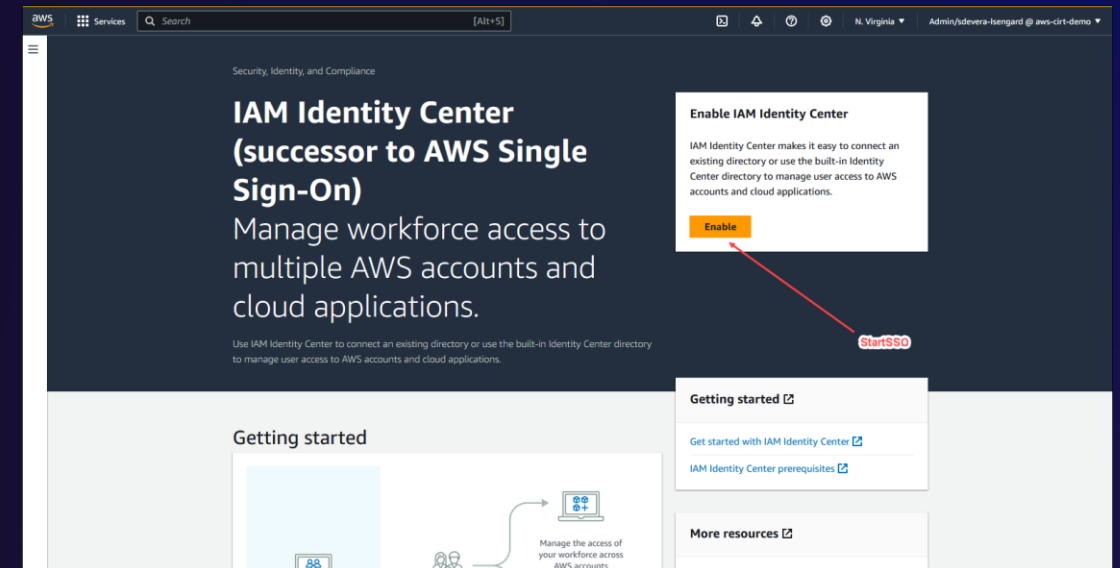 aws
Services
Search
[Alt+S]
N. Virginia
Admin/sdevera-Isengard @ aws-cirt-demo
Security, Identity, and Compliance
IAM Identity Center
(successor to AWS Single
Sign-On)
Manage workforce access to
multiple AWS accounts and
cloud applications.
Use IAM Identity Center to connect an existing directory or use the built-in Identity Center directory
to manage user access to AWS accounts and cloud applications.
Enable IAM Identity Center
IAM Identity Center makes it easy to connect an
existing directory or use the built-in Identity
Center directory to manage user access to AWS
accounts and cloud applications.
Enable
StartSSO
Getting started
Get started with IAM Identity Center
IAM Identity Center prerequisites
Getting started
Manage the access of
your workforce across
AWS accounts
More resources